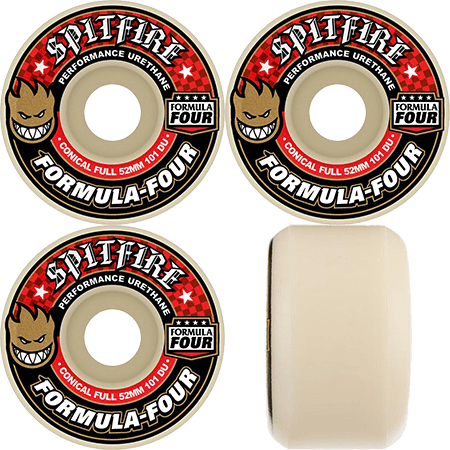 SPITFIRE
PERFORMANCE URETHANE
FORMULA
FOUR
CONICAL FULL 52MM 101 DU
FORMULA-FOUR
SPITFIRE
PERFORMANCE URETHANE
FORMULA
FOUR
CONICAL FULL 52MM 101 DU
FORMULA-FOUR
SPITFIRE
PERFORMANCE URETHANE
FORMULA
FOUR
CONICAL FULL 52MM 101 DU
FORMULA-FOUR